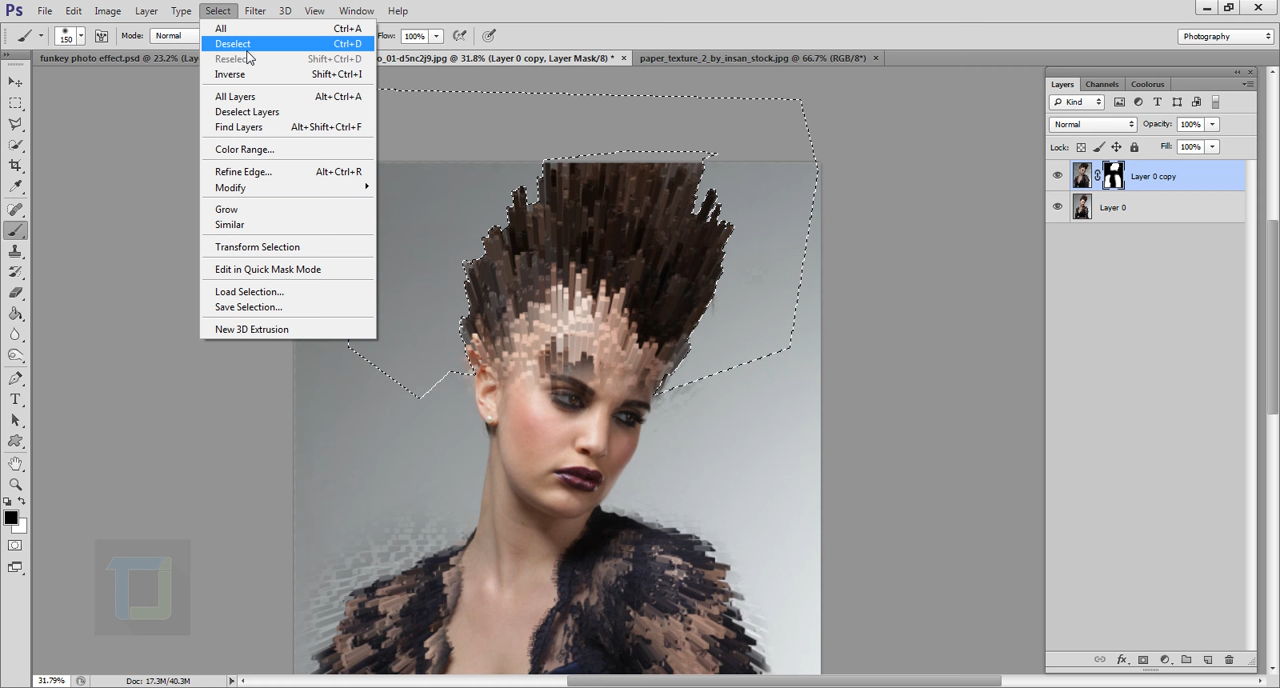 Ps File Edit Image Layer Type Select Filter 3D View Window Help
150 Mode: Normal Flow: 100% Photography
funkey photo effect.psd @ 23.2% (Lay o_01-d5nc2j9.jpg @ 31.8% (Layer 0 copy, Layer Mask/8) * × paper_texture_2_by_insan_stock.jpg @ 66.7% (RGB/8*) ×
All Ctrl+A
Deselect Ctrl+D
Reselect Shift+Ctrl+D
Inverse Shift+Ctrl+I
All Layers Alt+Ctrl+A
Deselect Layers
Find Layers Alt+Shift+Ctrl+F
Color Range...
Refine Edge... Alt+Ctrl+R
Modify
Grow
Similar
Transform Selection
Edit in Quick Mask Mode
Load Selection...
Save Selection...
New 3D Extrusion
Layers Channels Coolorus
Kind
Normal Opacity: 100%
Lock: Fill: 100%
Layer 0 copy
Layer 0
fx
TJ
31.79% Doc: 17.3M/40.3M